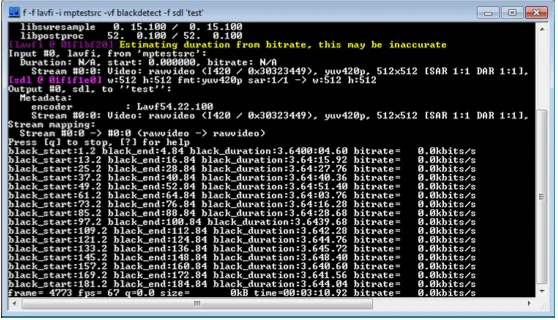 f -f lavfi -i mptestsrc -vf blackdetect -f sdl 'test'
libswresample 0. 15.100 / 0. 15.100
libpostproc 52. 0.100 / 52. 0.100
[lavfi @ 01f1bf20] Estimating duration from bitrate, this may be inaccurate
Input #0, lavfi, from 'mptestsrc':
Duration: N/A, start: 0.000000, bitrate: N/A
Stream #0:0: Video: rawvideo (I420 / 0x30323449), yuv420p, 512x512 [SAR 1:1 DAR 1:1],
[sdl @ 01f1f1e0] w:512 h:512 fmt:yuv420p sar:1/1 -> w:512 h:512
Output #0, sdl, to ''test'':
Metadata:
encoder : Lavf54.22.100
Stream #0:0: Video: rawvideo (I420 / 0x30323449), yuv420p, 512x512 [SAR 1:1 DAR 1:1],
Stream mapping:
Stream #0:0 -> #0:0 (rawvideo -> rawvideo)
Press [q] to stop, [?] for help
black_start:1.2 black_end:4.84 black_duration:3.6400:04.60 bitrate= 0.0kbits/s
black_start:13.2 black_end:16.84 black_duration:3.64:15.92 bitrate= 0.0kbits/s
black_start:25.2 black_end:28.84 black_duration:3.64:27.76 bitrate= 0.0kbits/s
black_start:37.2 black_end:40.84 black_duration:3.64:40.36 bitrate= 0.0kbits/s
black_start:49.2 black_end:52.84 black_duration:3.64:51.40 bitrate= 0.0kbits/s
black_start:61.2 black_end:64.84 black_duration:3.64:03.76 bitrate= 0.0kbits/s
black_start:73.2 black_end:76.84 black_duration:3.64:16.28 bitrate= 0.0kbits/s
black_start:85.2 black_end:88.84 black_duration:3.64:28.68 bitrate= 0.0kbits/s
black_start:97.2 black_end:100.84 black_duration:3.6439.68 bitrate= 0.0kbits/s
black_start:109.2 black_end:112.84 black_duration:3.642.28 bitrate= 0.0kbits/s
black_start:121.2 black_end:124.84 black_duration:3.644.76 bitrate= 0.0kbits/s
black_start:133.2 black_end:136.84 black_duration:3.645.72 bitrate= 0.0kbits/s
black_start:145.2 black_end:148.84 black_duration:3.648.40 bitrate= 0.0kbits/s
black_start:157.2 black_end:160.84 black_duration:3.640.60 bitrate= 0.0kbits/s
black_start:169.2 black_end:172.84 black_duration:3.641.56 bitrate= 0.0kbits/s
black_start:181.2 black_end:184.84 black_duration:3.644.04 bitrate= 0.0kbits/s
frame= 4773 fps= 67 q=0.0 size= 0kB time=00:03:10.92 bitrate= 0.0kbits/s